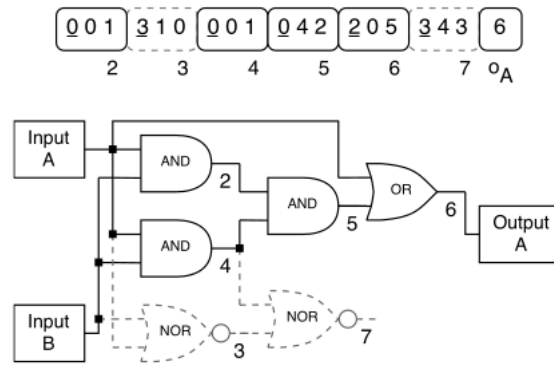 0 0 1 3 1 0 0 0 1 0 4 2 2 0 5 3 4 3 6
2 3 4 5 6 7 oA
Input
A
AND
2
AND
OR
5
6
Output
A
AND
4
Input
B
NOR
3
NOR
7